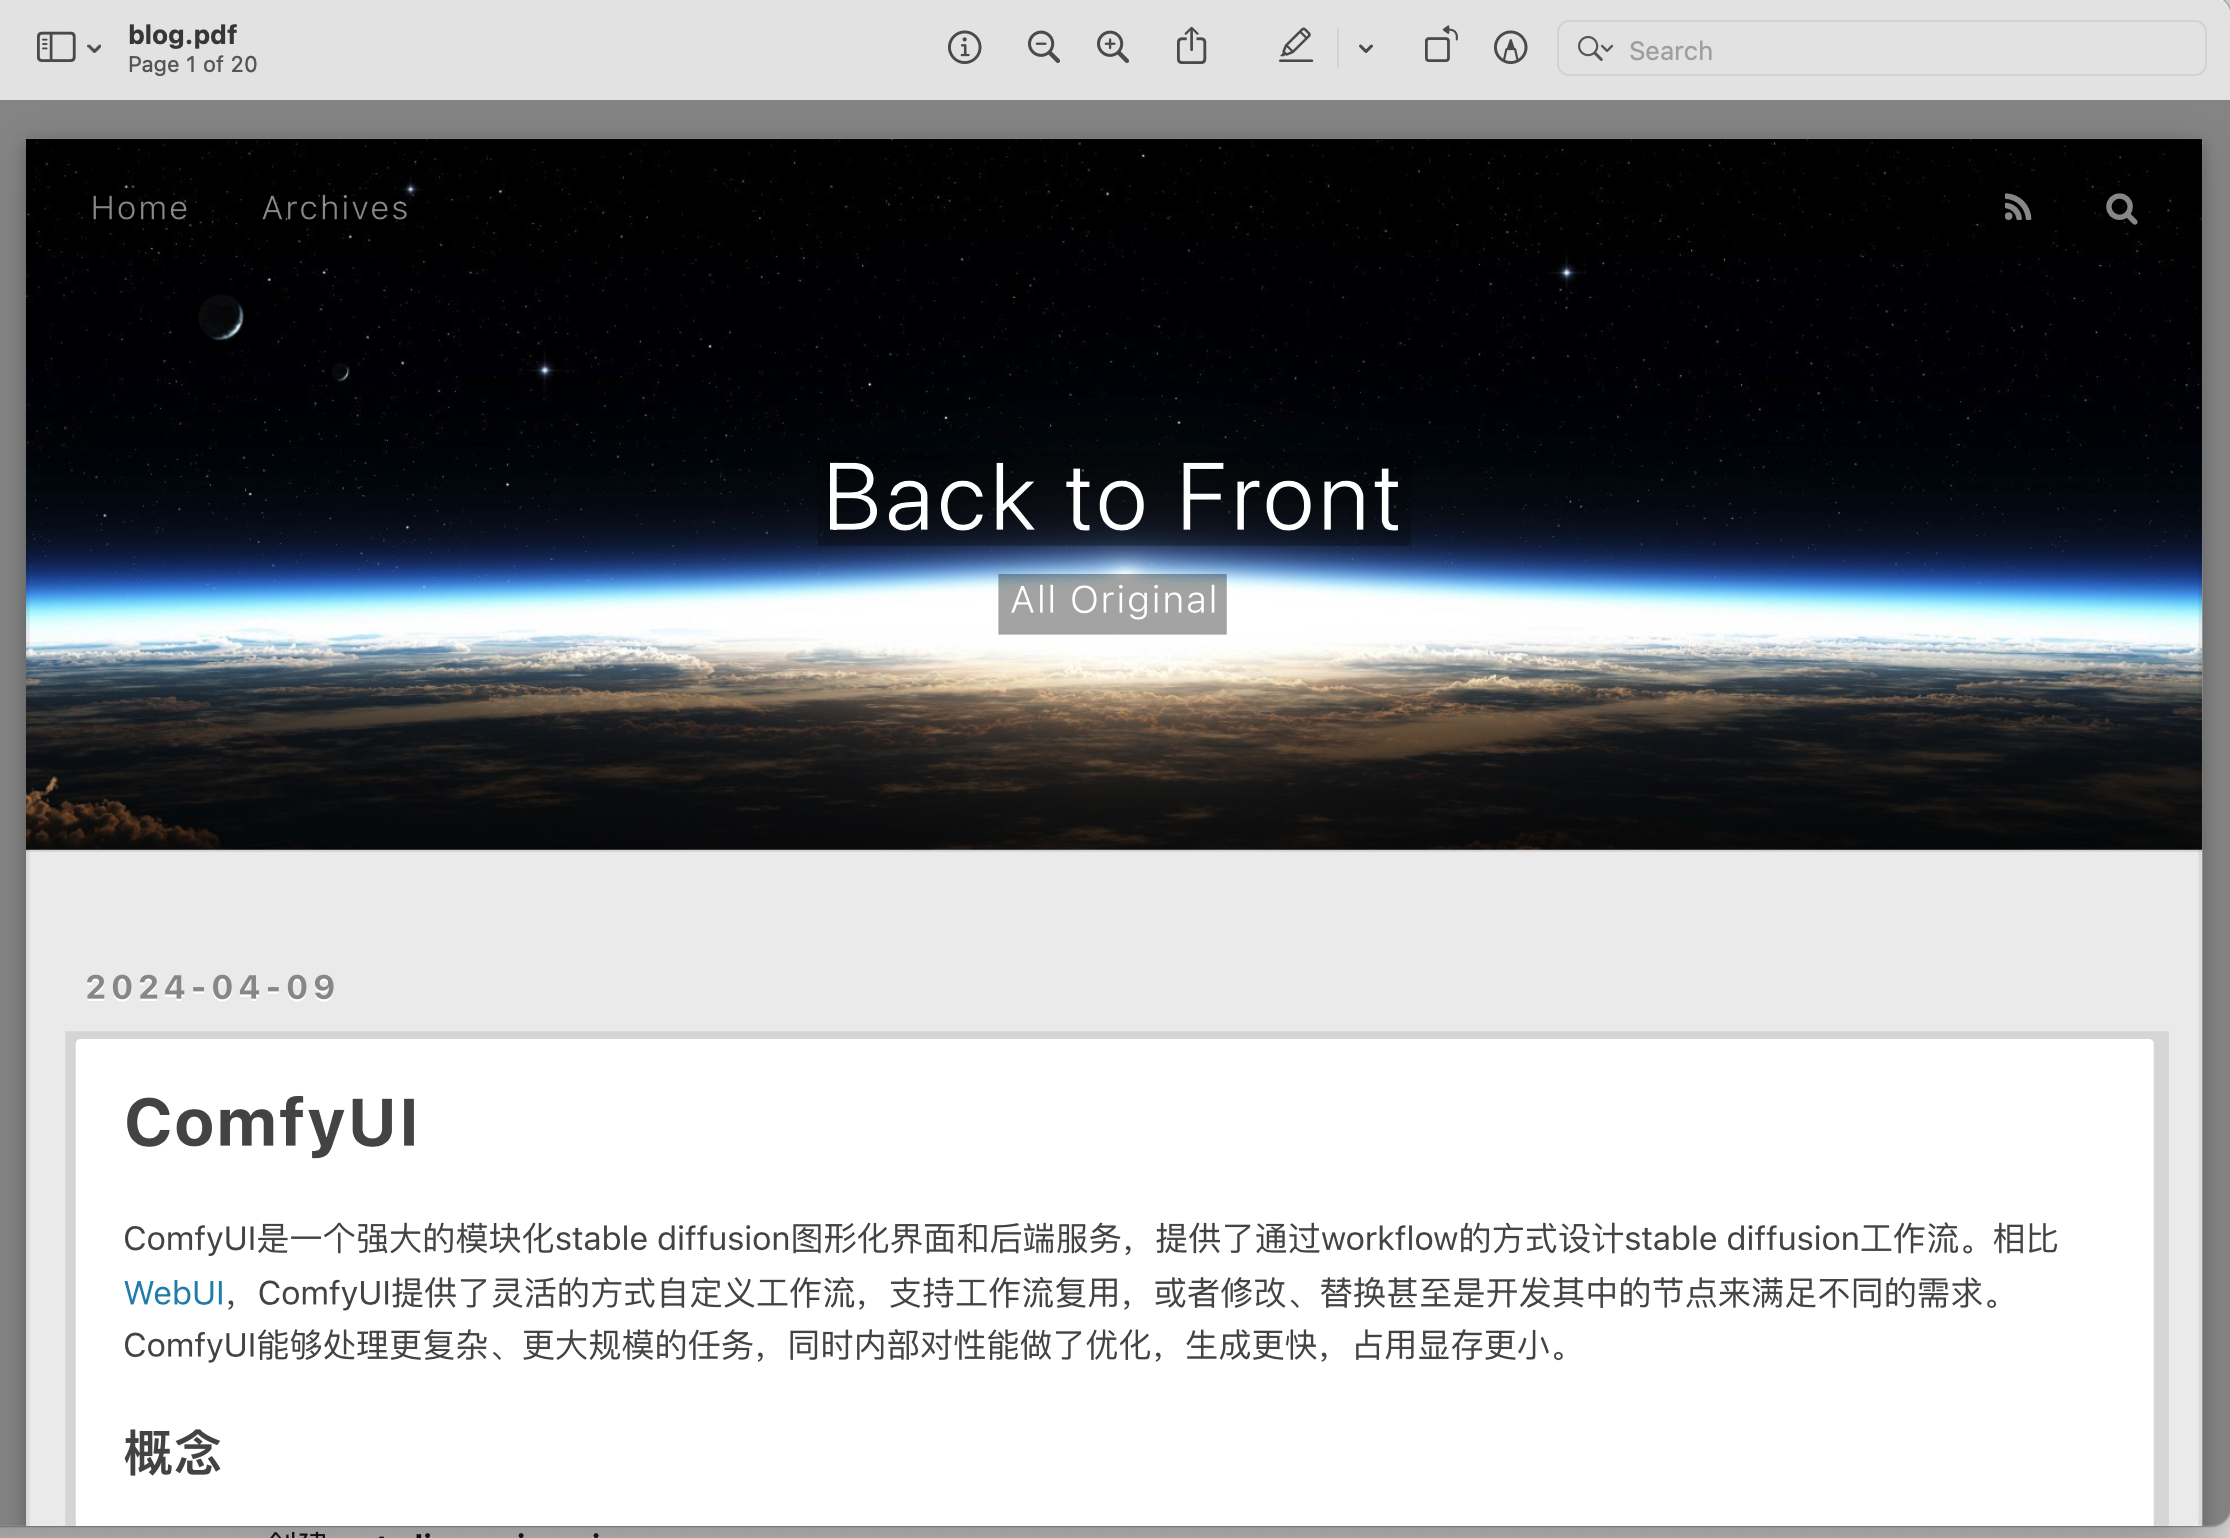 blog.pdf
Page 1 of 20
Search
Home Archives
Back to Front
All Original
2024-04-09
ComfyUI
ComfyUI是一个强大的模块化stable diffusion图形化界面和后端服务，提供了通过workflow的方式设计stable diffusion工作流。相比
WebUI，ComfyUI提供了灵活的方式自定义工作流，支持工作流复用，或者修改、替换甚至是开发其中的节点来满足不同的需求。
ComfyUI能够处理更复杂、更大规模的任务，同时内部对性能做了优化，生成更快，占用显存更小。
概念